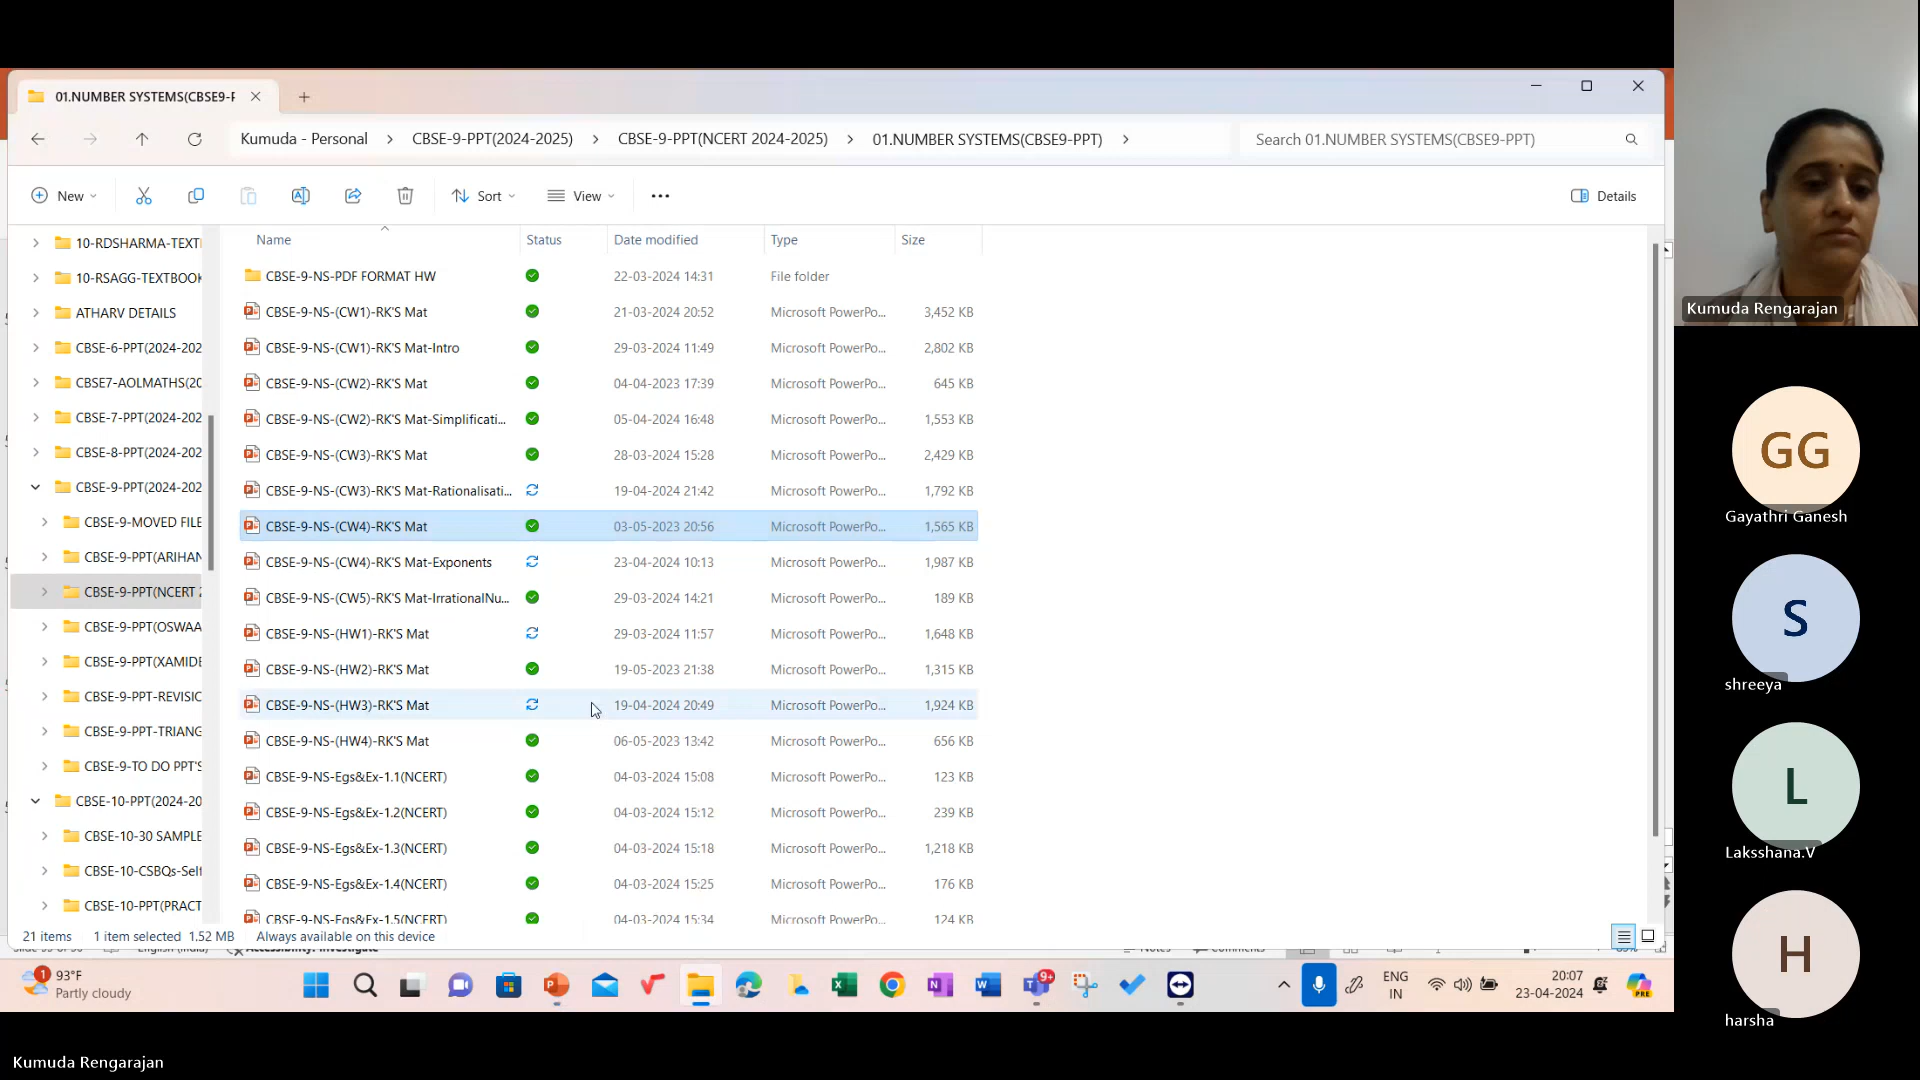 01.NUMBER SYSTEMS(CBSE9-P
Kumuda - Personal > CBSE-9-PPT(2024-2025) > CBSE-9-PPT(NCERT 2024-2025) > 01.NUMBER SYSTEMS(CBSE9-PPT) >
Search 01.NUMBER SYSTEMS(CBSE9-PPT)
New Sort View ... Details
Name Status Date modified Type Size
10-RDSHARMA-TEXT
10-RSAGG-TEXTBOOK
ATHARV DETAILS
CBSE-6-PPT(2024-202
CBSE7-AOLMATHS(20
CBSE-7-PPT(2024-202
CBSE-8-PPT(2024-202
CBSE-9-PPT(2024-202
CBSE-9-MOVED FILE
CBSE-9-PPT(ARIHAN
CBSE-9-PPT(NCERT 2
CBSE-9-PPT(OSWAA
CBSE-9-PPT(XAMIDE
CBSE-9-PPT-REVISIC
CBSE-9-PPT-TRIANG
CBSE-9-TO DO PPT'S
CBSE-10-PPT(2024-20
CBSE-10-30 SAMPLE
CBSE-10-CSBQs-Self
CBSE-10-PPT(PRACT
CBSE-9-NS-PDF FORMAT HW 22-03-2024 14:31 File folder
CBSE-9-NS-(CW1)-RK'S Mat 21-03-2024 20:52 Microsoft PowerPo... 3,452 KB
CBSE-9-NS-(CW1)-RK'S Mat-Intro 29-03-2024 11:49 Microsoft PowerPo... 2,802 KB
CBSE-9-NS-(CW2)-RK'S Mat 04-04-2023 17:39 Microsoft PowerPo... 645 KB
CBSE-9-NS-(CW2)-RK'S Mat-Simplificati... 05-04-2024 16:48 Microsoft PowerPo... 1,553 KB
CBSE-9-NS-(CW3)-RK'S Mat 28-03-2024 15:28 Microsoft PowerPo... 2,429 KB
CBSE-9-NS-(CW3)-RK'S Mat-Rationalisati... 19-04-2024 21:42 Microsoft PowerPo... 1,792 KB
CBSE-9-NS-(CW4)-RK'S Mat 03-05-2023 20:56 Microsoft PowerPo... 1,565 KB
CBSE-9-NS-(CW4)-RK'S Mat-Exponents 23-04-2024 10:13 Microsoft PowerPo... 1,987 KB
CBSE-9-NS-(CW5)-RK'S Mat-IrrationalNu... 29-03-2024 14:21 Microsoft PowerPo... 189 KB
CBSE-9-NS-(HW1)-RK'S Mat 29-03-2024 11:57 Microsoft PowerPo... 1,648 KB
CBSE-9-NS-(HW2)-RK'S Mat 19-05-2023 21:38 Microsoft PowerPo... 1,315 KB
CBSE-9-NS-(HW3)-RK'S Mat 19-04-2024 20:49 Microsoft PowerPo... 1,924 KB
CBSE-9-NS-(HW4)-RK'S Mat 06-05-2023 13:42 Microsoft PowerPo... 656 KB
CBSE-9-NS-Egs&Ex-1.1(NCERT) 04-03-2024 15:08 Microsoft PowerPo... 123 KB
CBSE-9-NS-Egs&Ex-1.2(NCERT) 04-03-2024 15:12 Microsoft PowerPo... 239 KB
CBSE-9-NS-Egs&Ex-1.3(NCERT) 04-03-2024 15:18 Microsoft PowerPo... 1,218 KB
CBSE-9-NS-Egs&Ex-1.4(NCERT) 04-03-2024 15:25 Microsoft PowerPo... 176 KB
CBSE-9-NS-Egs&Ex-1.5(NCERT) 04-03-2024 15:34 Microsoft PowerPo... 124 KB
21 items 1 item selected 1.52 MB Always available on this device
1 93°F
Partly cloudy
9+
ENG
IN
20:07
23-04-2024
PRE
Kumuda Rengarajan
GG
Gayathri Ganesh
S
shreeya
L
Laksshana.V
H
harsha
Kumuda Rengarajan